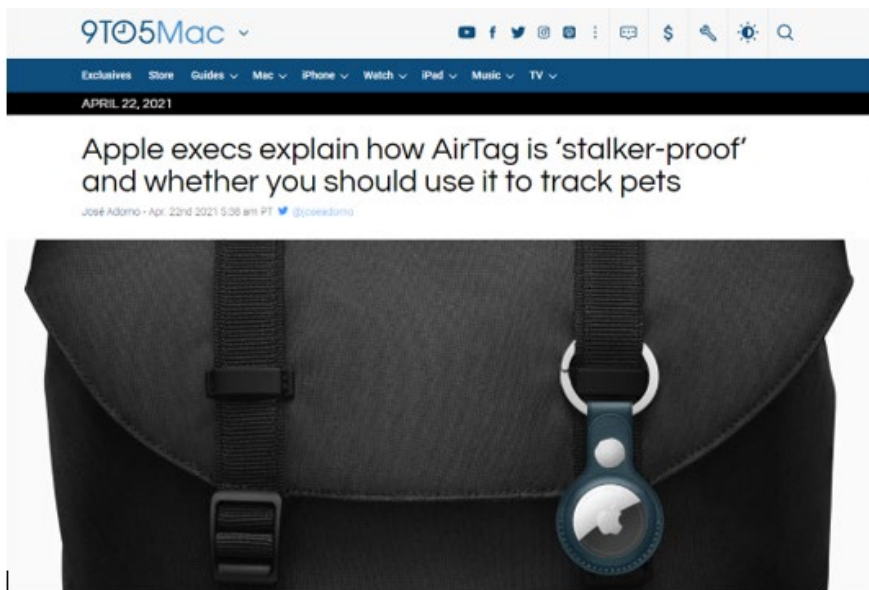 9TO5Mac
$
Exclusives Store Guides Mac iPhone Watch iPad Music TV
APRIL 22, 2021
Apple execs explain how AirTag is ‘stalker-proof’
and whether you should use it to track pets
José Adorno - Apr. 22nd 2021 5:38 am PT @joseadorno